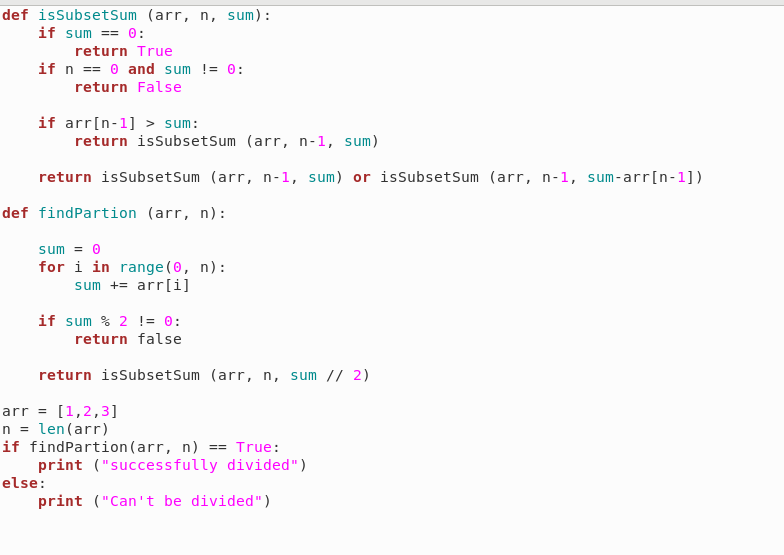 def isSubsetSum (arr, n, sum):
    if sum == 0:
        return True
    if n == 0 and sum != 0:
        return False

    if arr[n-1] > sum:
        return isSubsetSum (arr, n-1, sum)

    return isSubsetSum (arr, n-1, sum) or isSubsetSum (arr, n-1, sum-arr[n-1])

def findPartion (arr, n):

    sum = 0
    for i in range(0, n):
        sum += arr[i]

    if sum % 2 != 0:
        return false

    return isSubsetSum (arr, n, sum // 2)

arr = [1,2,3]
n = len(arr)
if findPartion(arr, n) == True:
    print ("successfully divided")
else:
    print ("Can't be divided")